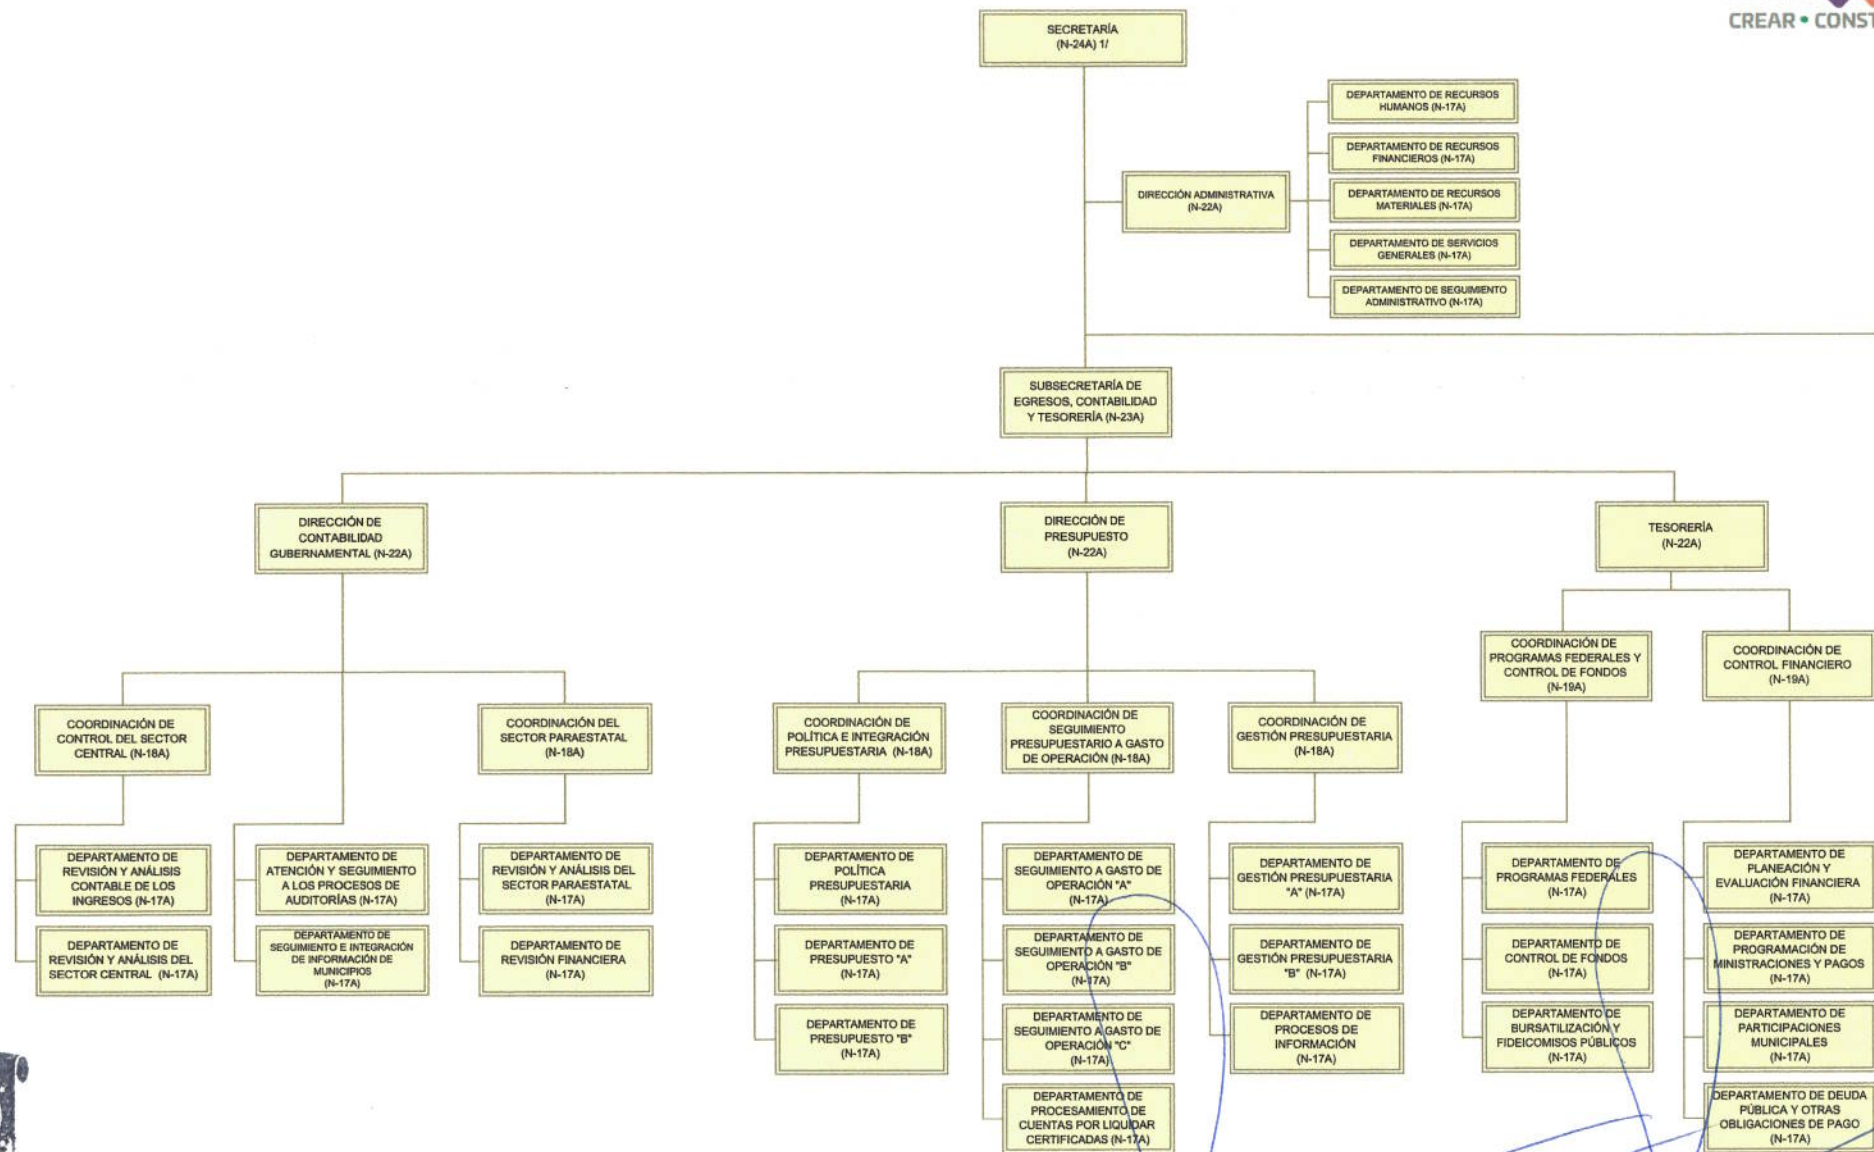 CREAR • CONST
SECRETARÍA
(N-24A) 1/
DEPARTAMENTO DE RECURSOS
HUMANOS (N-17A)
DEPARTAMENTO DE RECURSOS
FINANCIEROS (N-17A)
DIRECCIÓN ADMINISTRATIVA
(N-22A)
DEPARTAMENTO DE RECURSOS
MATERIALES (N-17A)
DEPARTAMENTO DE SERVICIOS
GENERALES (N-17A)
DEPARTAMENTO DE SEGUIMIENTO
ADMINISTRATIVO (N-17A)
SUBSECRETARÍA DE
EGRESOS, CONTABILIDAD
Y TESORERÍA (N-23A)
DIRECCIÓN DE
CONTABILIDAD
GUBERNAMENTAL (N-22A)
DIRECCIÓN DE
PRESUPUESTO
(N-22A)
TESORERÍA
(N-22A)
COORDINACIÓN DE
PROGRAMAS FEDERALES Y
CONTROL DE FONDOS
(N-19A)
COORDINACIÓN DE
CONTROL FINANCIERO
(N-19A)
COORDINACIÓN DE
CONTROL DEL SECTOR
CENTRAL (N-18A)
COORDINACIÓN DEL
SECTOR PARAESTATAL
(N-18A)
COORDINACIÓN DE
POLÍTICA E INTEGRACIÓN
PRESUPUESTARIA (N-18A)
COORDINACIÓN DE
SEGUIMIENTO
PRESUPUESTARIO A GASTO
DE OPERACIÓN (N-18A)
COORDINACIÓN DE
GESTIÓN PRESUPUESTARIA
(N-18A)
DEPARTAMENTO DE
REVISIÓN Y ANÁLISIS
CONTABLE DE LOS
INGRESOS (N-17A)
DEPARTAMENTO DE
ATENCIÓN Y SEGUIMIENTO
A LOS PROCESOS DE
AUDITORÍAS (N-17A)
DEPARTAMENTO DE
REVISIÓN Y ANÁLISIS DEL
SECTOR PARAESTATAL
(N-17A)
DEPARTAMENTO DE
POLÍTICA
PRESUPUESTARIA
(N-17A)
DEPARTAMENTO DE
SEGUIMIENTO A GASTO DE
OPERACIÓN "A"
(N-17A)
DEPARTAMENTO DE
GESTIÓN PRESUPUESTARIA
"A" (N-17A)
DEPARTAMENTO DE
PROGRAMAS FEDERALES
(N-17A)
DEPARTAMENTO DE
PLANEACIÓN Y
EVALUACIÓN FINANCIERA
(N-17A)
DEPARTAMENTO DE
REVISIÓN Y ANÁLISIS DEL
SECTOR CENTRAL (N-17A)
DEPARTAMENTO DE
SEGUIMIENTO E INTEGRACIÓN
DE INFORMACIÓN DE
MUNICIPIOS
(N-17A)
DEPARTAMENTO DE
REVISIÓN FINANCIERA
(N-17A)
DEPARTAMENTO DE
PRESUPUESTO "A"
(N-17A)
DEPARTAMENTO DE
SEGUIMIENTO A GASTO DE
OPERACIÓN "B"
(N-17A)
DEPARTAMENTO DE
GESTIÓN PRESUPUESTARIA
"B" (N-17A)
DEPARTAMENTO DE
CONTROL DE FONDOS
(N-17A)
DEPARTAMENTO DE
PROGRAMACIÓN DE
MINISTRACIONES Y PAGOS
(N-17A)
DEPARTAMENTO DE
PRESUPUESTO "B"
(N-17A)
DEPARTAMENTO DE
SEGUIMIENTO A GASTO DE
OPERACIÓN "C"
(N-17A)
DEPARTAMENTO DE
PROCESOS DE
INFORMACIÓN
(N-17A)
DEPARTAMENTO DE
BURSATILIZACIÓN Y
FIDEICOMISOS PÚBLICOS
(N-17A)
DEPARTAMENTO DE
PARTICIPACIONES
MUNICIPALES
(N-17A)
DEPARTAMENTO DE
PROCESAMIENTO DE
CUENTAS POR LIQUIDAR
CERTIFICADAS (N-17A)
DEPARTAMENTO DE DEUDA
PÚBLICA Y OTRAS
OBLIGACIONES DE PAGO
(N-17A)